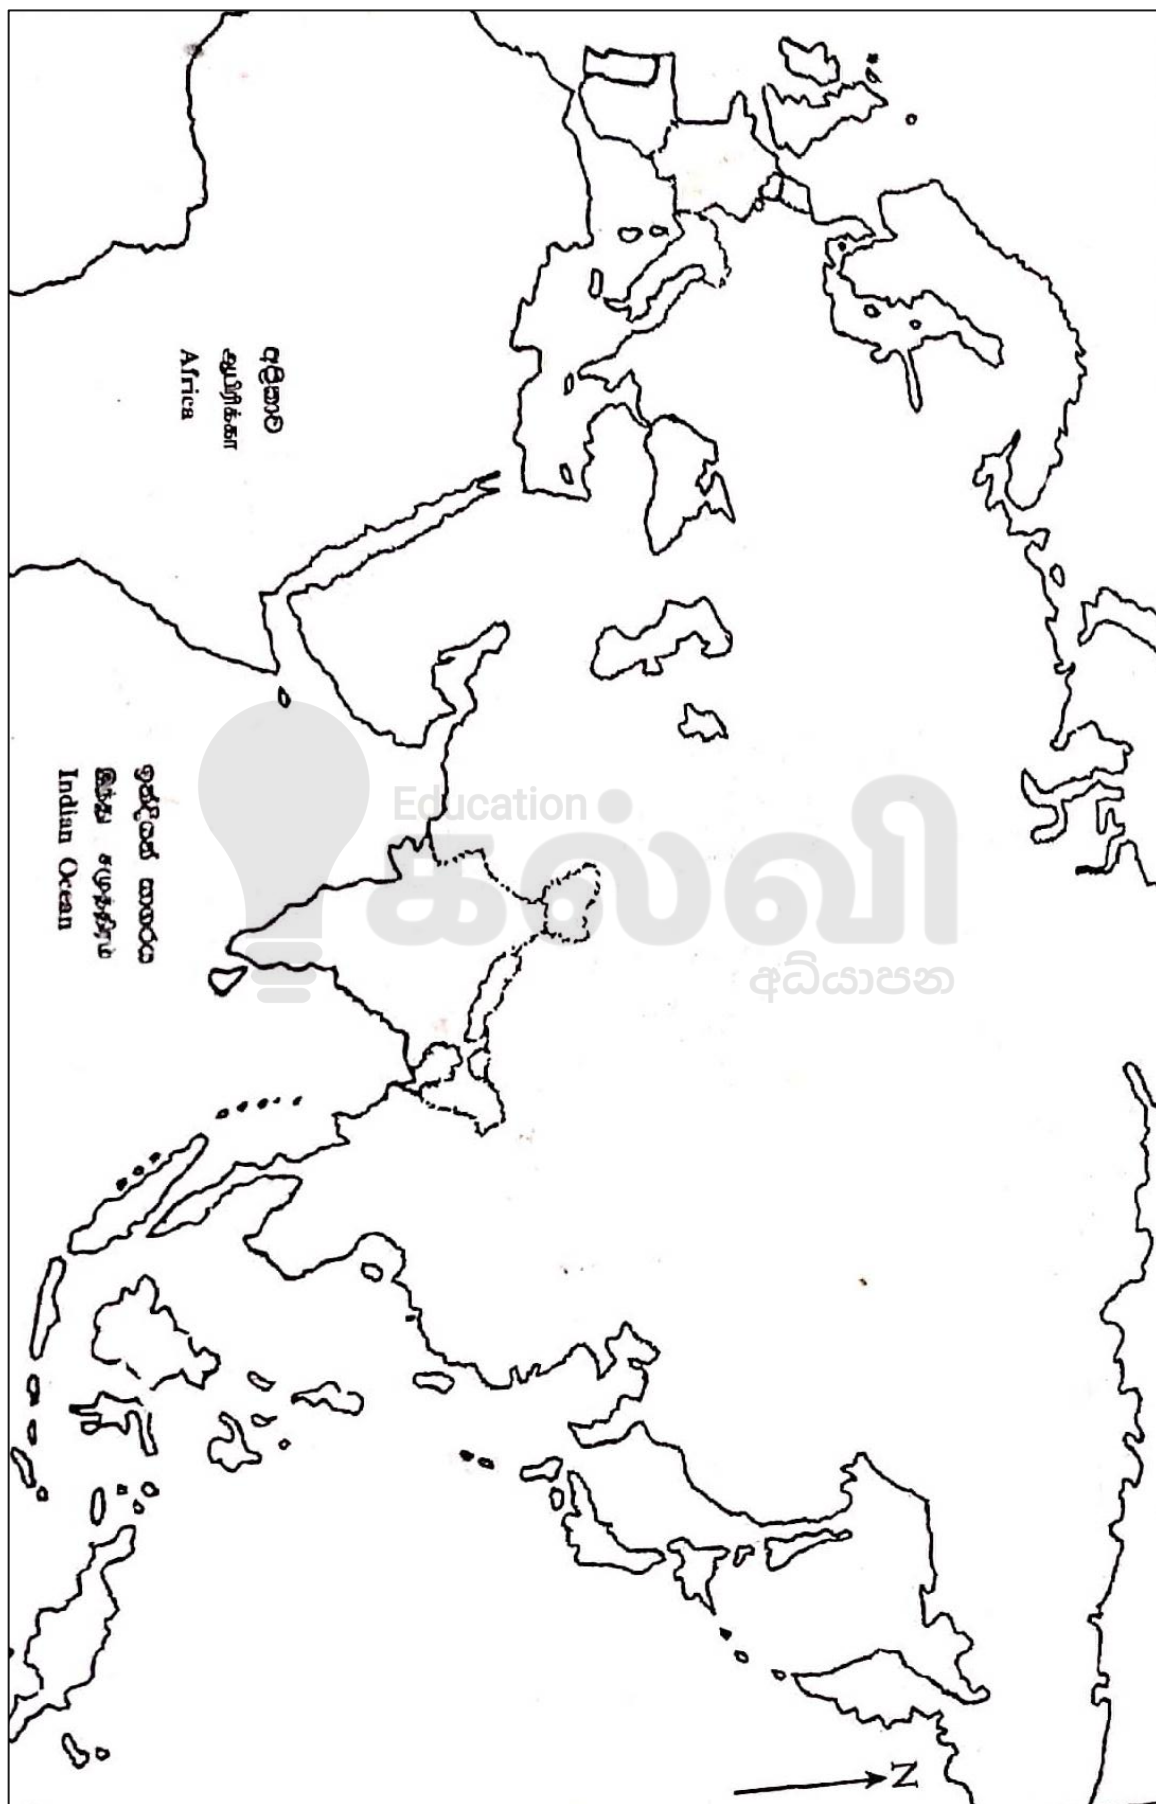 අප්‍රිකාව
ஆபிரிக்கா
Africa
ඉන්දියන් සාගරය
இந்து சமுத்திரம்
Indian Ocean
Education
கல்வி
අධ්‍යාපන
N